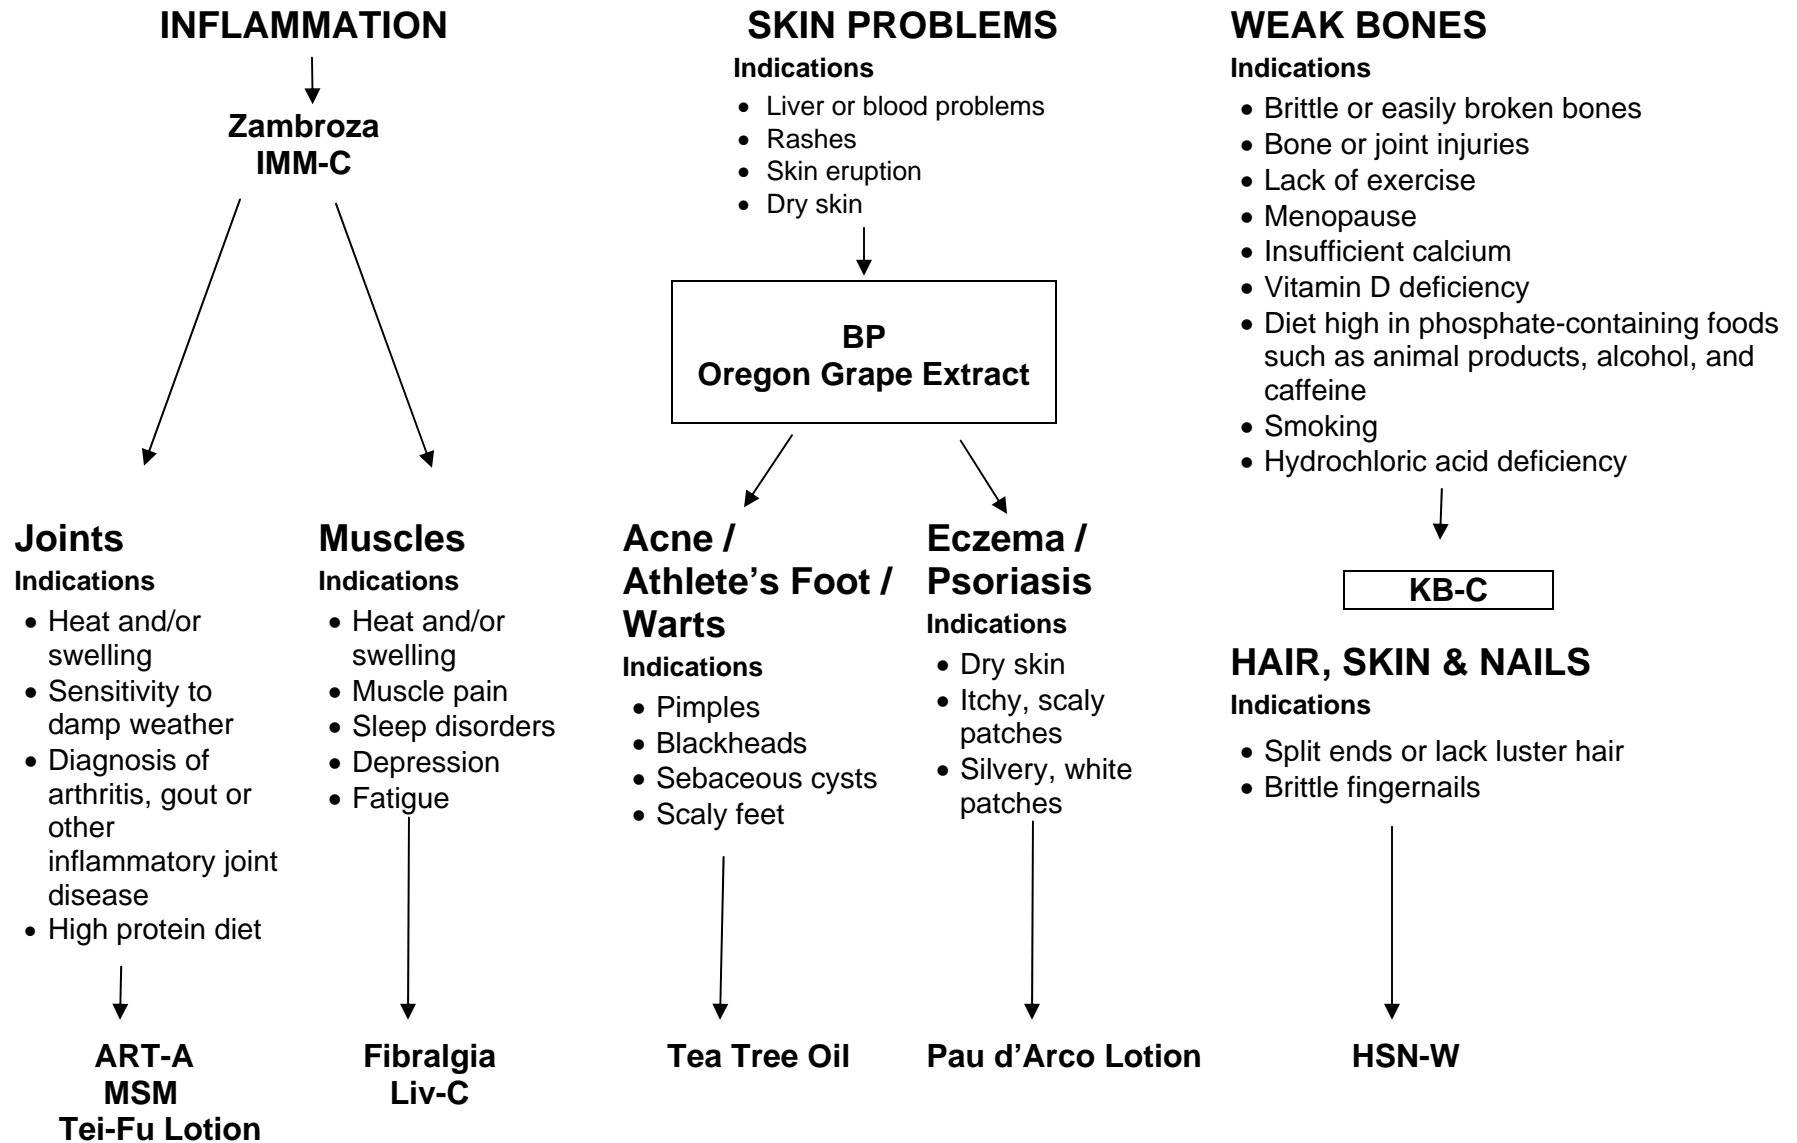 INFLAMMATION
Zambroza
IMM-C
Joints
Indications
• Heat and/or
swelling
• Sensitivity to
damp weather
• Diagnosis of
arthritis, gout or
other
inflammatory joint
disease
• High protein diet
ART-A
MSM
Tei-Fu Lotion
Muscles
Indications
• Heat and/or
swelling
• Muscle pain
• Sleep disorders
• Depression
• Fatigue
Fibralgia
Liv-C
SKIN PROBLEMS
Indications
• Liver or blood problems
• Rashes
• Skin eruption
• Dry skin
BP
Oregon Grape Extract
Acne /
Athlete’s Foot /
Warts
Indications
• Pimples
• Blackheads
• Sebaceous cysts
• Scaly feet
Tea Tree Oil
Eczema /
Psoriasis
Indications
• Dry skin
• Itchy, scaly
patches
• Silvery, white
patches
Pau d’Arco Lotion
WEAK BONES
Indications
• Brittle or easily broken bones
• Bone or joint injuries
• Lack of exercise
• Menopause
• Insufficient calcium
• Vitamin D deficiency
• Diet high in phosphate-containing foods
such as animal products, alcohol, and
caffeine
• Smoking
• Hydrochloric acid deficiency
KB-C
HAIR, SKIN & NAILS
Indications
• Split ends or lack luster hair
• Brittle fingernails
HSN-W